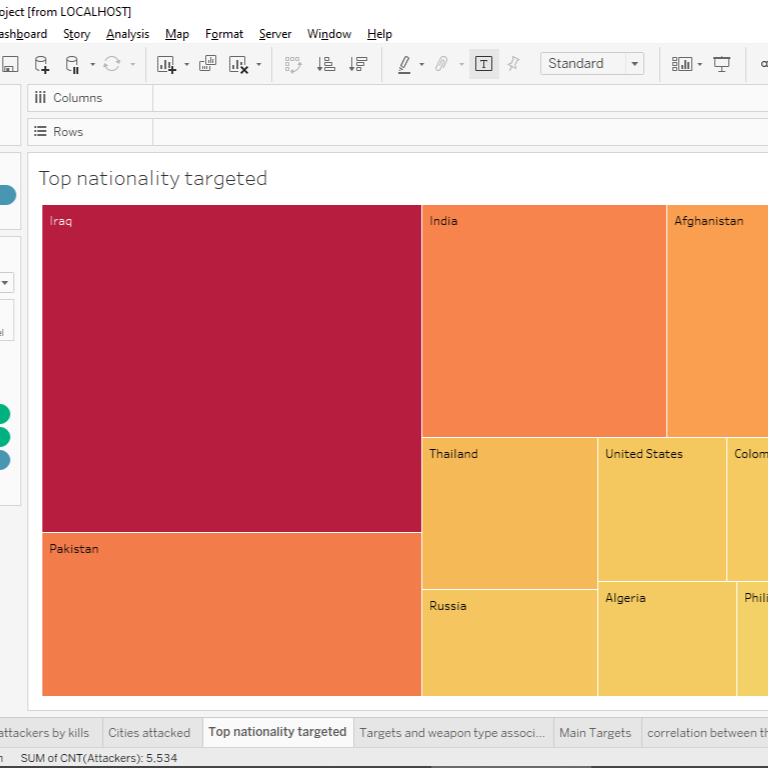 oject [from LOCALHOST]
ashboard Story Analysis Map Format Server Window Help
T Standard
Columns
Rows
Top nationality targeted
Iraq India Afghanistan
Thailand United States Colom
Pakistan
Russia Algeria Phili
attackers by kills Cities attacked Top nationality targeted Targets and weapon type associ... Main Targets correlation between th
SUM of CNT(Attackers): 5,534